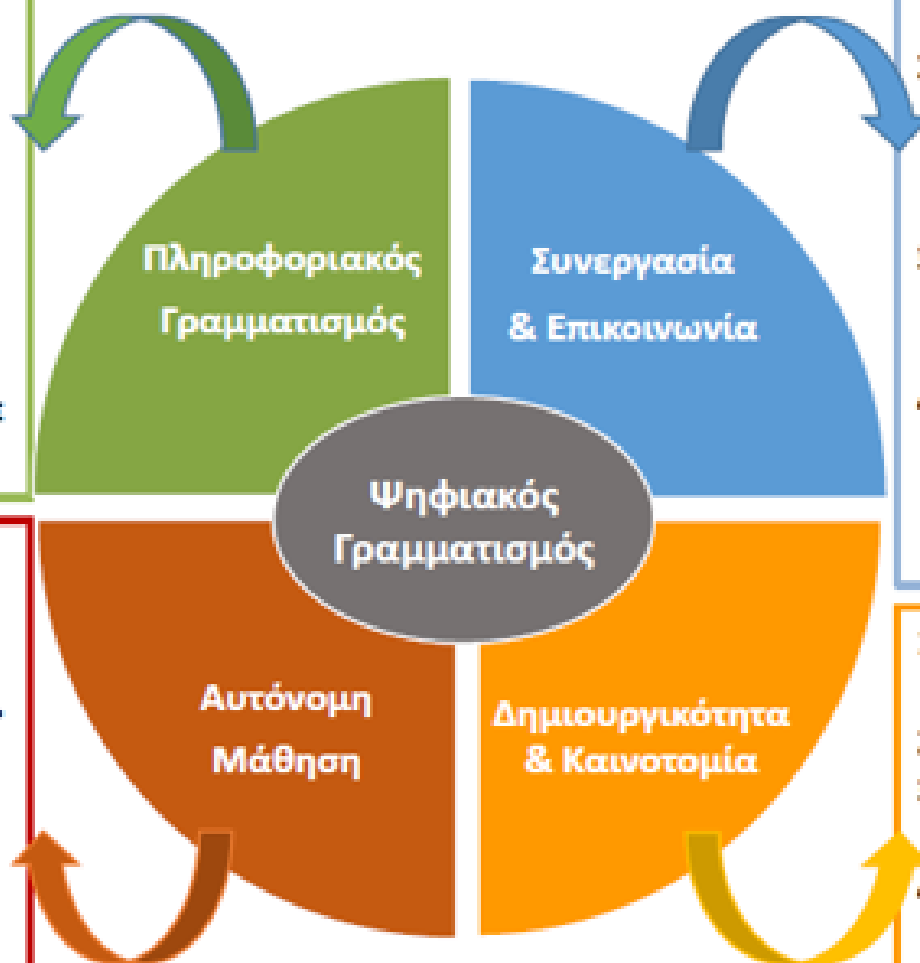 Πληροφοριακός
Γραμματισμός
Συνεργασία
& Επικοινωνία
Ψηφιακός
Γραμματισμός
Αυτόνομη
Μάθηση
Δημιουργικότητα
& Καινοτομία